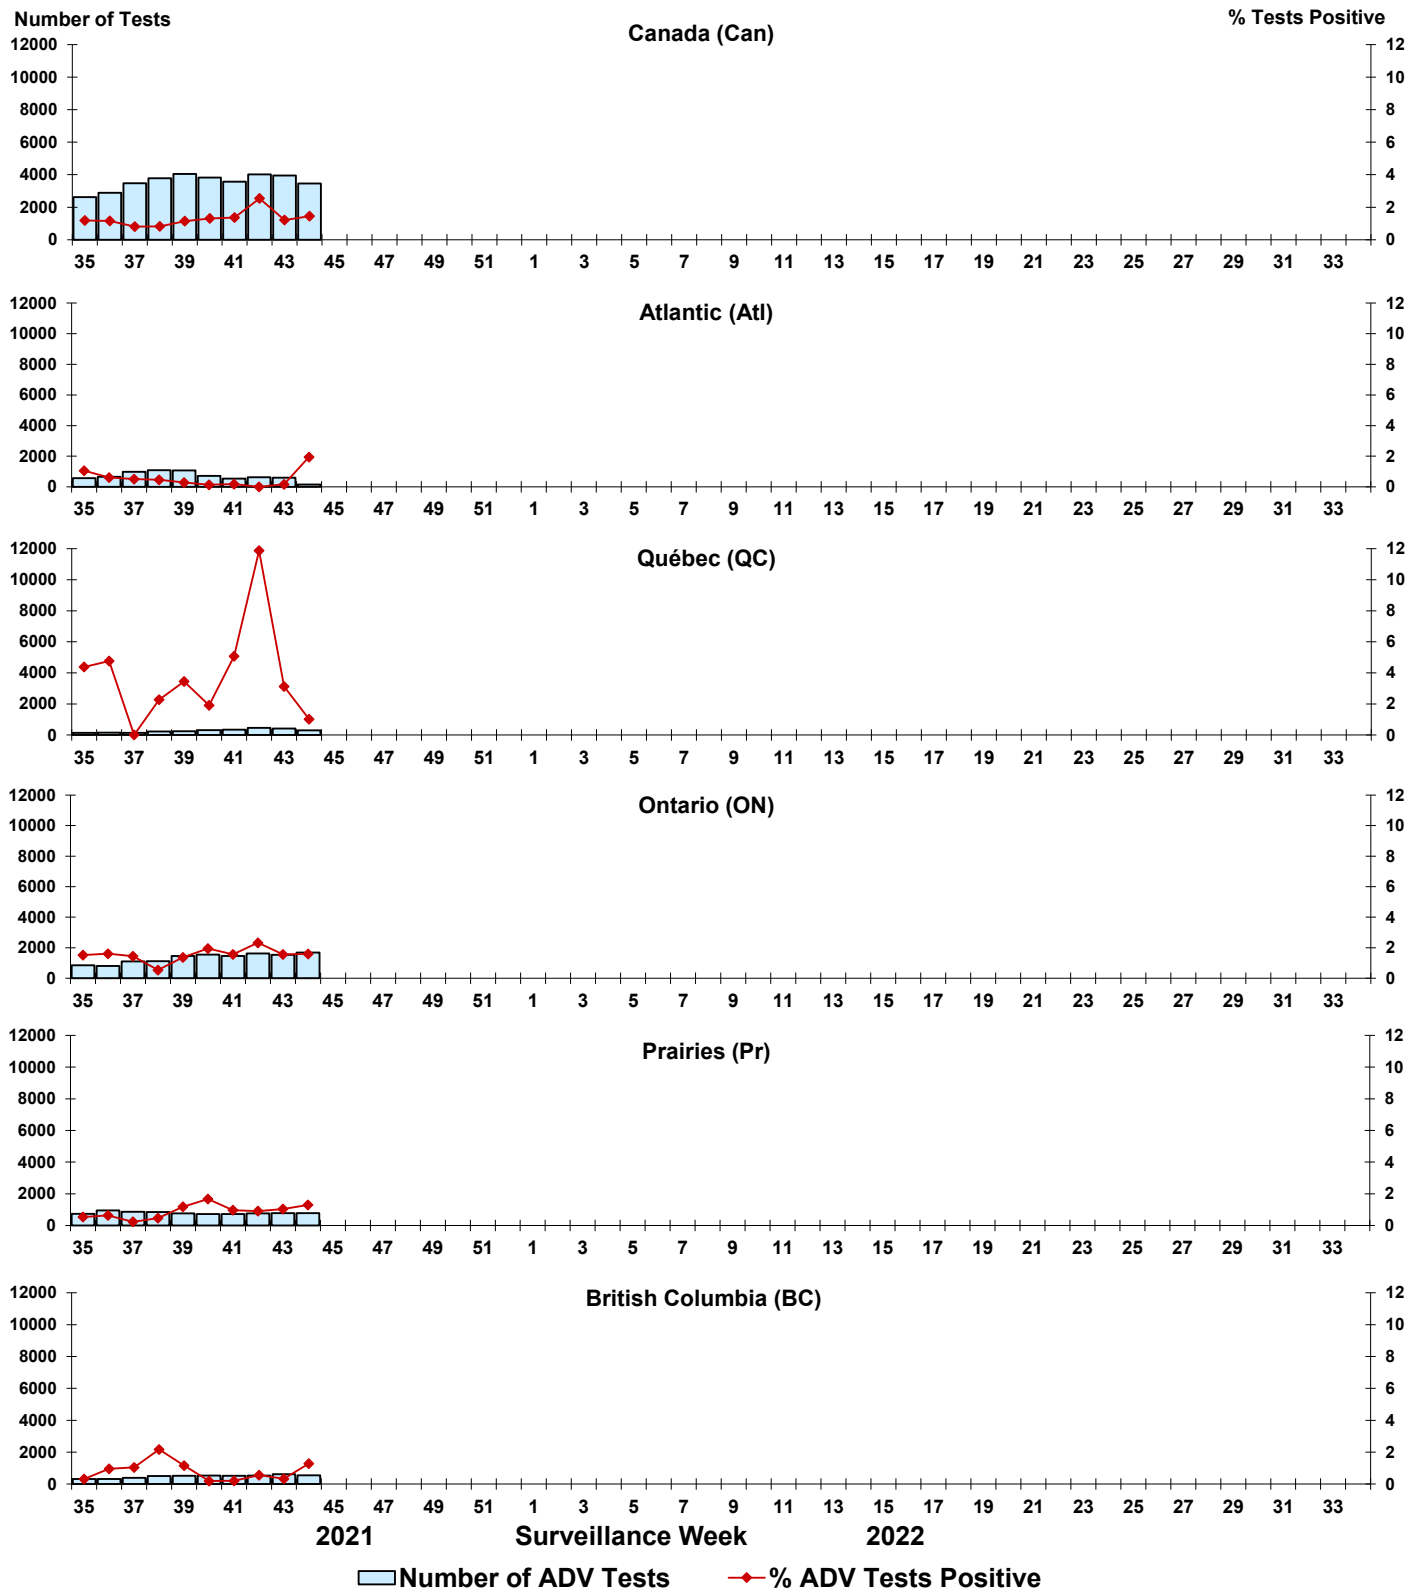 Number of Tests % Tests Positive
Canada (Can)
12000 12
10000 10
8000 8
6000 6
4000 4
2000 2
0 0
35 37 39 41 43 45 47 49 51 1 3 5 7 9 11 13 15 17 19 21 23 25 27 29 31 33
Atlantic (Atl)
12000 12
10000 10
8000 8
6000 6
4000 4
2000 2
0 0
35 37 39 41 43 45 47 49 51 1 3 5 7 9 11 13 15 17 19 21 23 25 27 29 31 33
Québec (QC)
12000 12
10000 10
8000 8
6000 6
4000 4
2000 2
0 0
35 37 39 41 43 45 47 49 51 1 3 5 7 9 11 13 15 17 19 21 23 25 27 29 31 33
Ontario (ON)
12000 12
10000 10
8000 8
6000 6
4000 4
2000 2
0 0
35 37 39 41 43 45 47 49 51 1 3 5 7 9 11 13 15 17 19 21 23 25 27 29 31 33
Prairies (Pr)
12000 12
10000 10
8000 8
6000 6
4000 4
2000 2
0 0
35 37 39 41 43 45 47 49 51 1 3 5 7 9 11 13 15 17 19 21 23 25 27 29 31 33
British Columbia (BC)
12000 12
10000 10
8000 8
6000 6
4000 4
2000 2
0 0
35 37 39 41 43 45 47 49 51 1 3 5 7 9 11 13 15 17 19 21 23 25 27 29 31 33
2021 Surveillance Week 2022
Number of ADV Tests % ADV Tests Positive